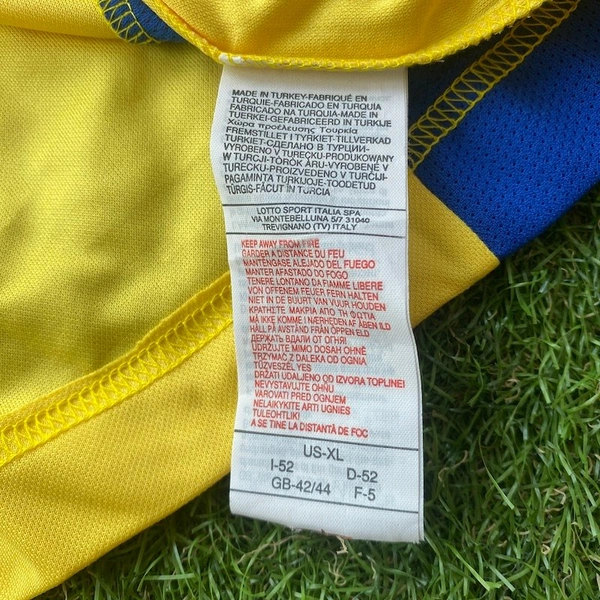 MADE IN TURKEY-FABRIQUÉ EN
TURQUIE-FABRICADO EN TURQUIA
FABRICADO NA TURQUIA-MADE IN
TUERKEI-GEFABRICEERD IN TURKIJE
Χώρα προέλευσης Τουρκία
FREMSTILLET I TYRKIET-TILLVERKAD
TURKIET-СДЕЛАНО В ТУРЦИИ-
VYROBENO V TURECKU-PRODUKOWANY
W TURCJI-TÖRÖK ÁRU-VYROBENÉ V
TURECKU-PROIZVEDENO V TURČIJI-
PAGAMINTA TURKIJOJE-TOODETUD
TÜRGIS-FĂCUT ÎN TURCIA
LOTTO SPORT ITALIA SPA
VIA MONTEBELLUNA 5/7 31040
TREVIGNANO (TV) ITALY
KEEP AWAY FROM FIRE
GARDER A DISTANCE DU FEU
MANTÉNGASE ALEJADO DEL FUEGO
MANTER AFASTADO DO FOGO
TENERE LONTANO DA FIAMME LIBERE
VON OFFENEM FEUER FERN HALTEN
NIET IN DE BUURT VAN VUUR HOUDEN
ΚΡΑΤΗΣΤΕ ΜΑΚΡΙΑ ΑΠΟ ΤΗ ΦΩΤΙΑ
MÅ IKKE KOMME I NÆRHEDEN AF ÅBEN ILD
HÅLL PÅ AVSTÅND FRÅN ÖPPEN ELD
ДЕРЖАТЬ ВДАЛИ ОТ ОГНЯ!
UDRŽUJTE MIMO DOSAH OHNĚ
TRZYMAĆ Z DALEKA OD OGNIA
TŰZVESZÉLYES
DRŽATI UDALJENO OD IZVORA TOPLINE!
NEVYSTAVUJTE OHŇU
VAROVATI PRED OGNJEM
NELAIKYKITE ARTI UGNIES
TULEOHTLIK!
A SE TINE LA DISTANTĂ DE FOC
US-XL
I-52 D-52
GB-42/44 F-5